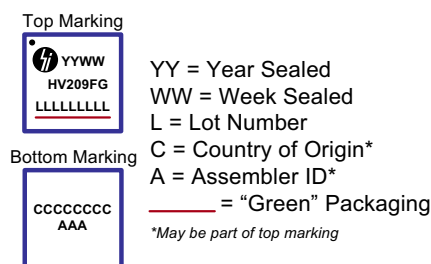 Top Marking
YYWW
HV209FG
LLLLLLLLL
Bottom Marking
CCCCCCCC
AAA
YY = Year Sealed
WW = Week Sealed
L = Lot Number
C = Country of Origin*
A = Assembler ID*
= “Green” Packaging
*May be part of top marking